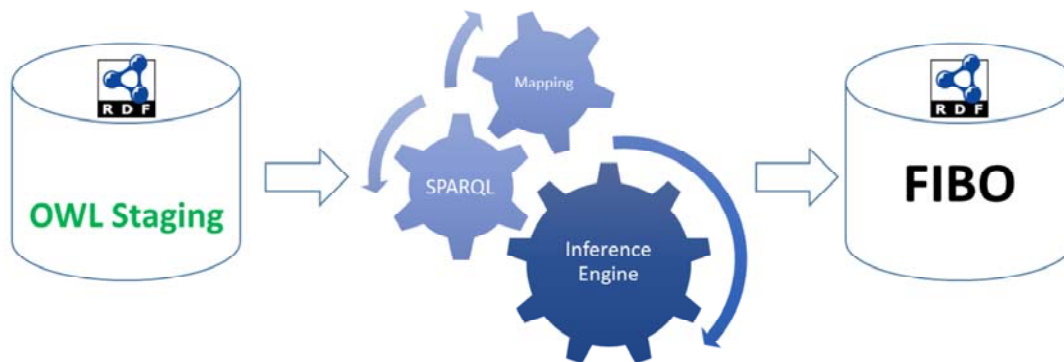 RDF
OWL Staging
Mapping
SPARQL
Inference
Engine
RDF
FIBO